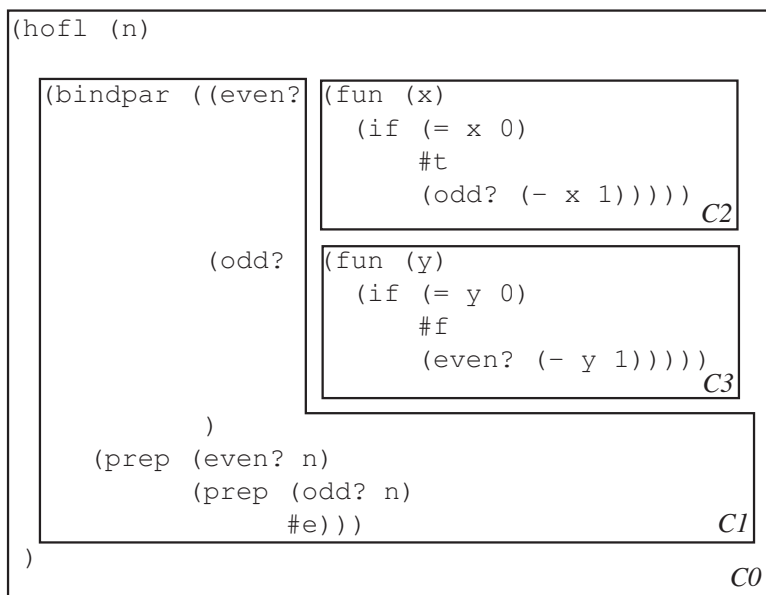 (hofl (n)
(bindpar ((even? (fun (x)
(if (= x 0)
#t
(odd? (- x 1)))))
C2
(odd? (fun (y)
(if (= y 0)
#f
(even? (- y 1)))))
C3
)
(prep (even? n)
(prep (odd? n)
#e)))
C1
)
C0